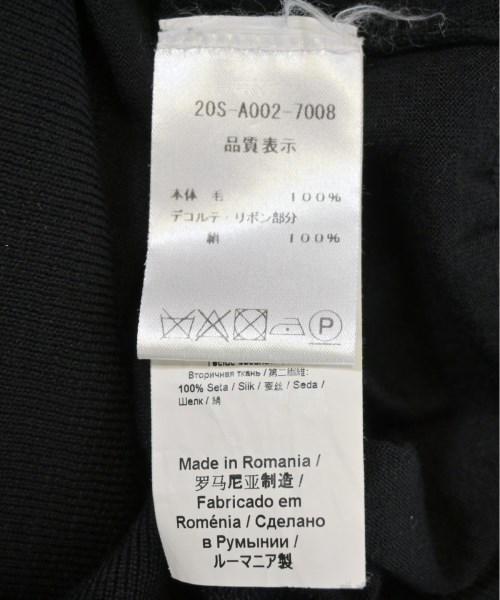 20S-A002-7008
品質表示
本体 毛 100%
デコルテ・リボン部分
絹 100%
P
Вторичная ткань / 第二繊維:
100% Seta / Silk / 蚕丝 / Seda /
Шелк / 絹
Made in Romania /
罗马尼亚制造 /
Fabricado em
Roménia / Сделано
в Румынии /
ルーマニア製